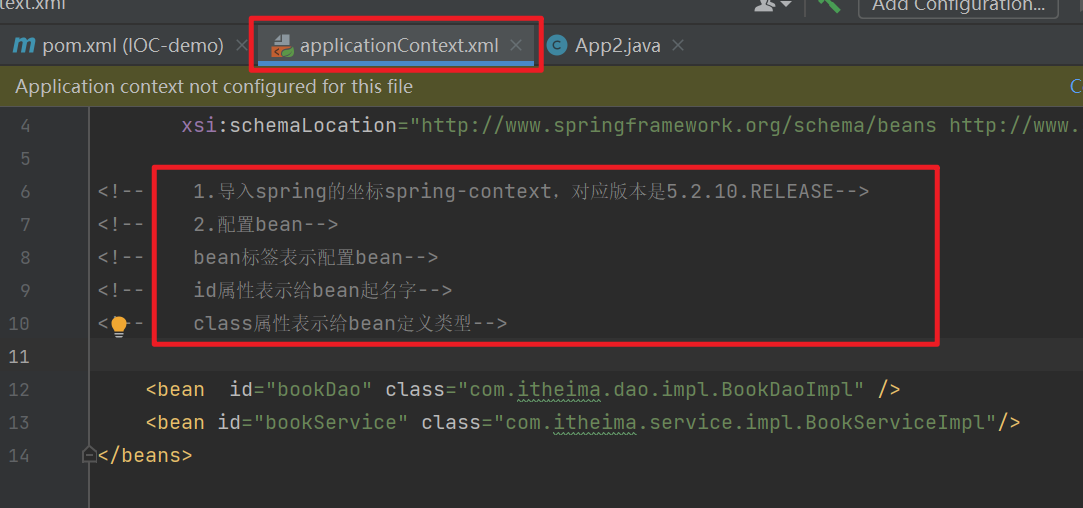 text.xml
Add Configuration...
pom.xml (IOC-demo)
applicationContext.xml
App2.java
Application context not configured for this file
4 xsi:schemaLocation="http://www.springframework.org/schema/beans http://www.
5
6 <!-- 1.导入spring的坐标spring-context，对应版本是5.2.10.RELEASE-->
7 <!-- 2.配置bean-->
8 <!-- bean标签表示配置bean-->
9 <!-- id属性表示给bean起名字-->
10 <!-- class属性表示给bean定义类型-->
11
12 <bean id="bookDao" class="com.itheima.dao.impl.BookDaoImpl" />
13 <bean id="bookService" class="com.itheima.service.impl.BookServiceImpl"/>
14 </beans>